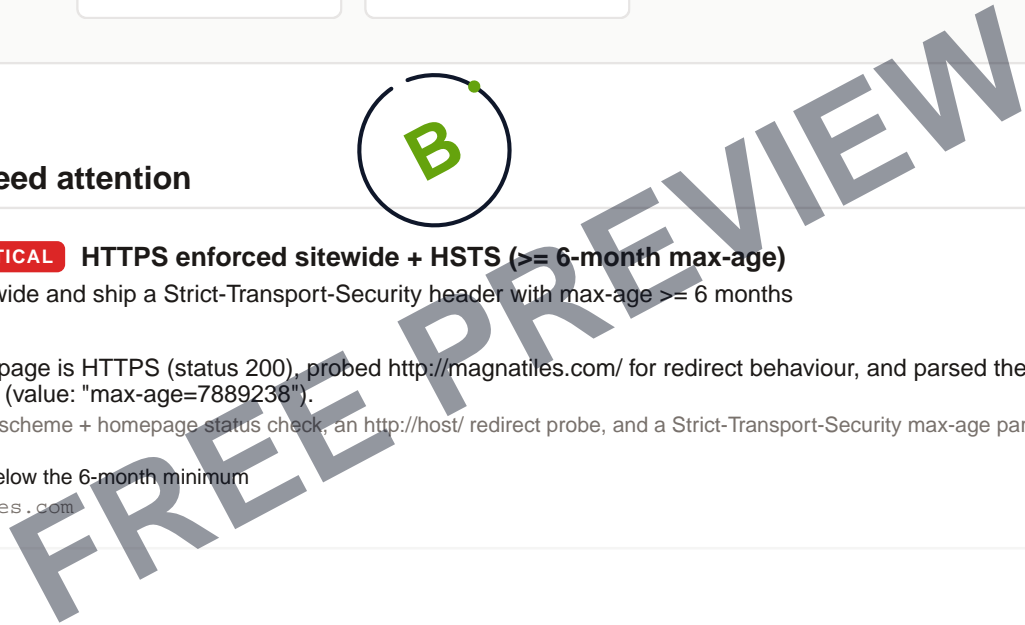 B
eed attention
TICAL
HTTPS enforced sitewide + HSTS (>= 6-month max-age)
wide and ship a Strict-Transport-Security header with max-age >= 6 months
page is HTTPS (status 200), probed http://magnatiles.com/ for redirect behaviour, and parsed the
(value: "max-age=7889238").
scheme + homepage status check, an http://host/ redirect probe, and a Strict-Transport-Security max-age par
elow the 6-month minimum
es.com
FREE PREVIEW